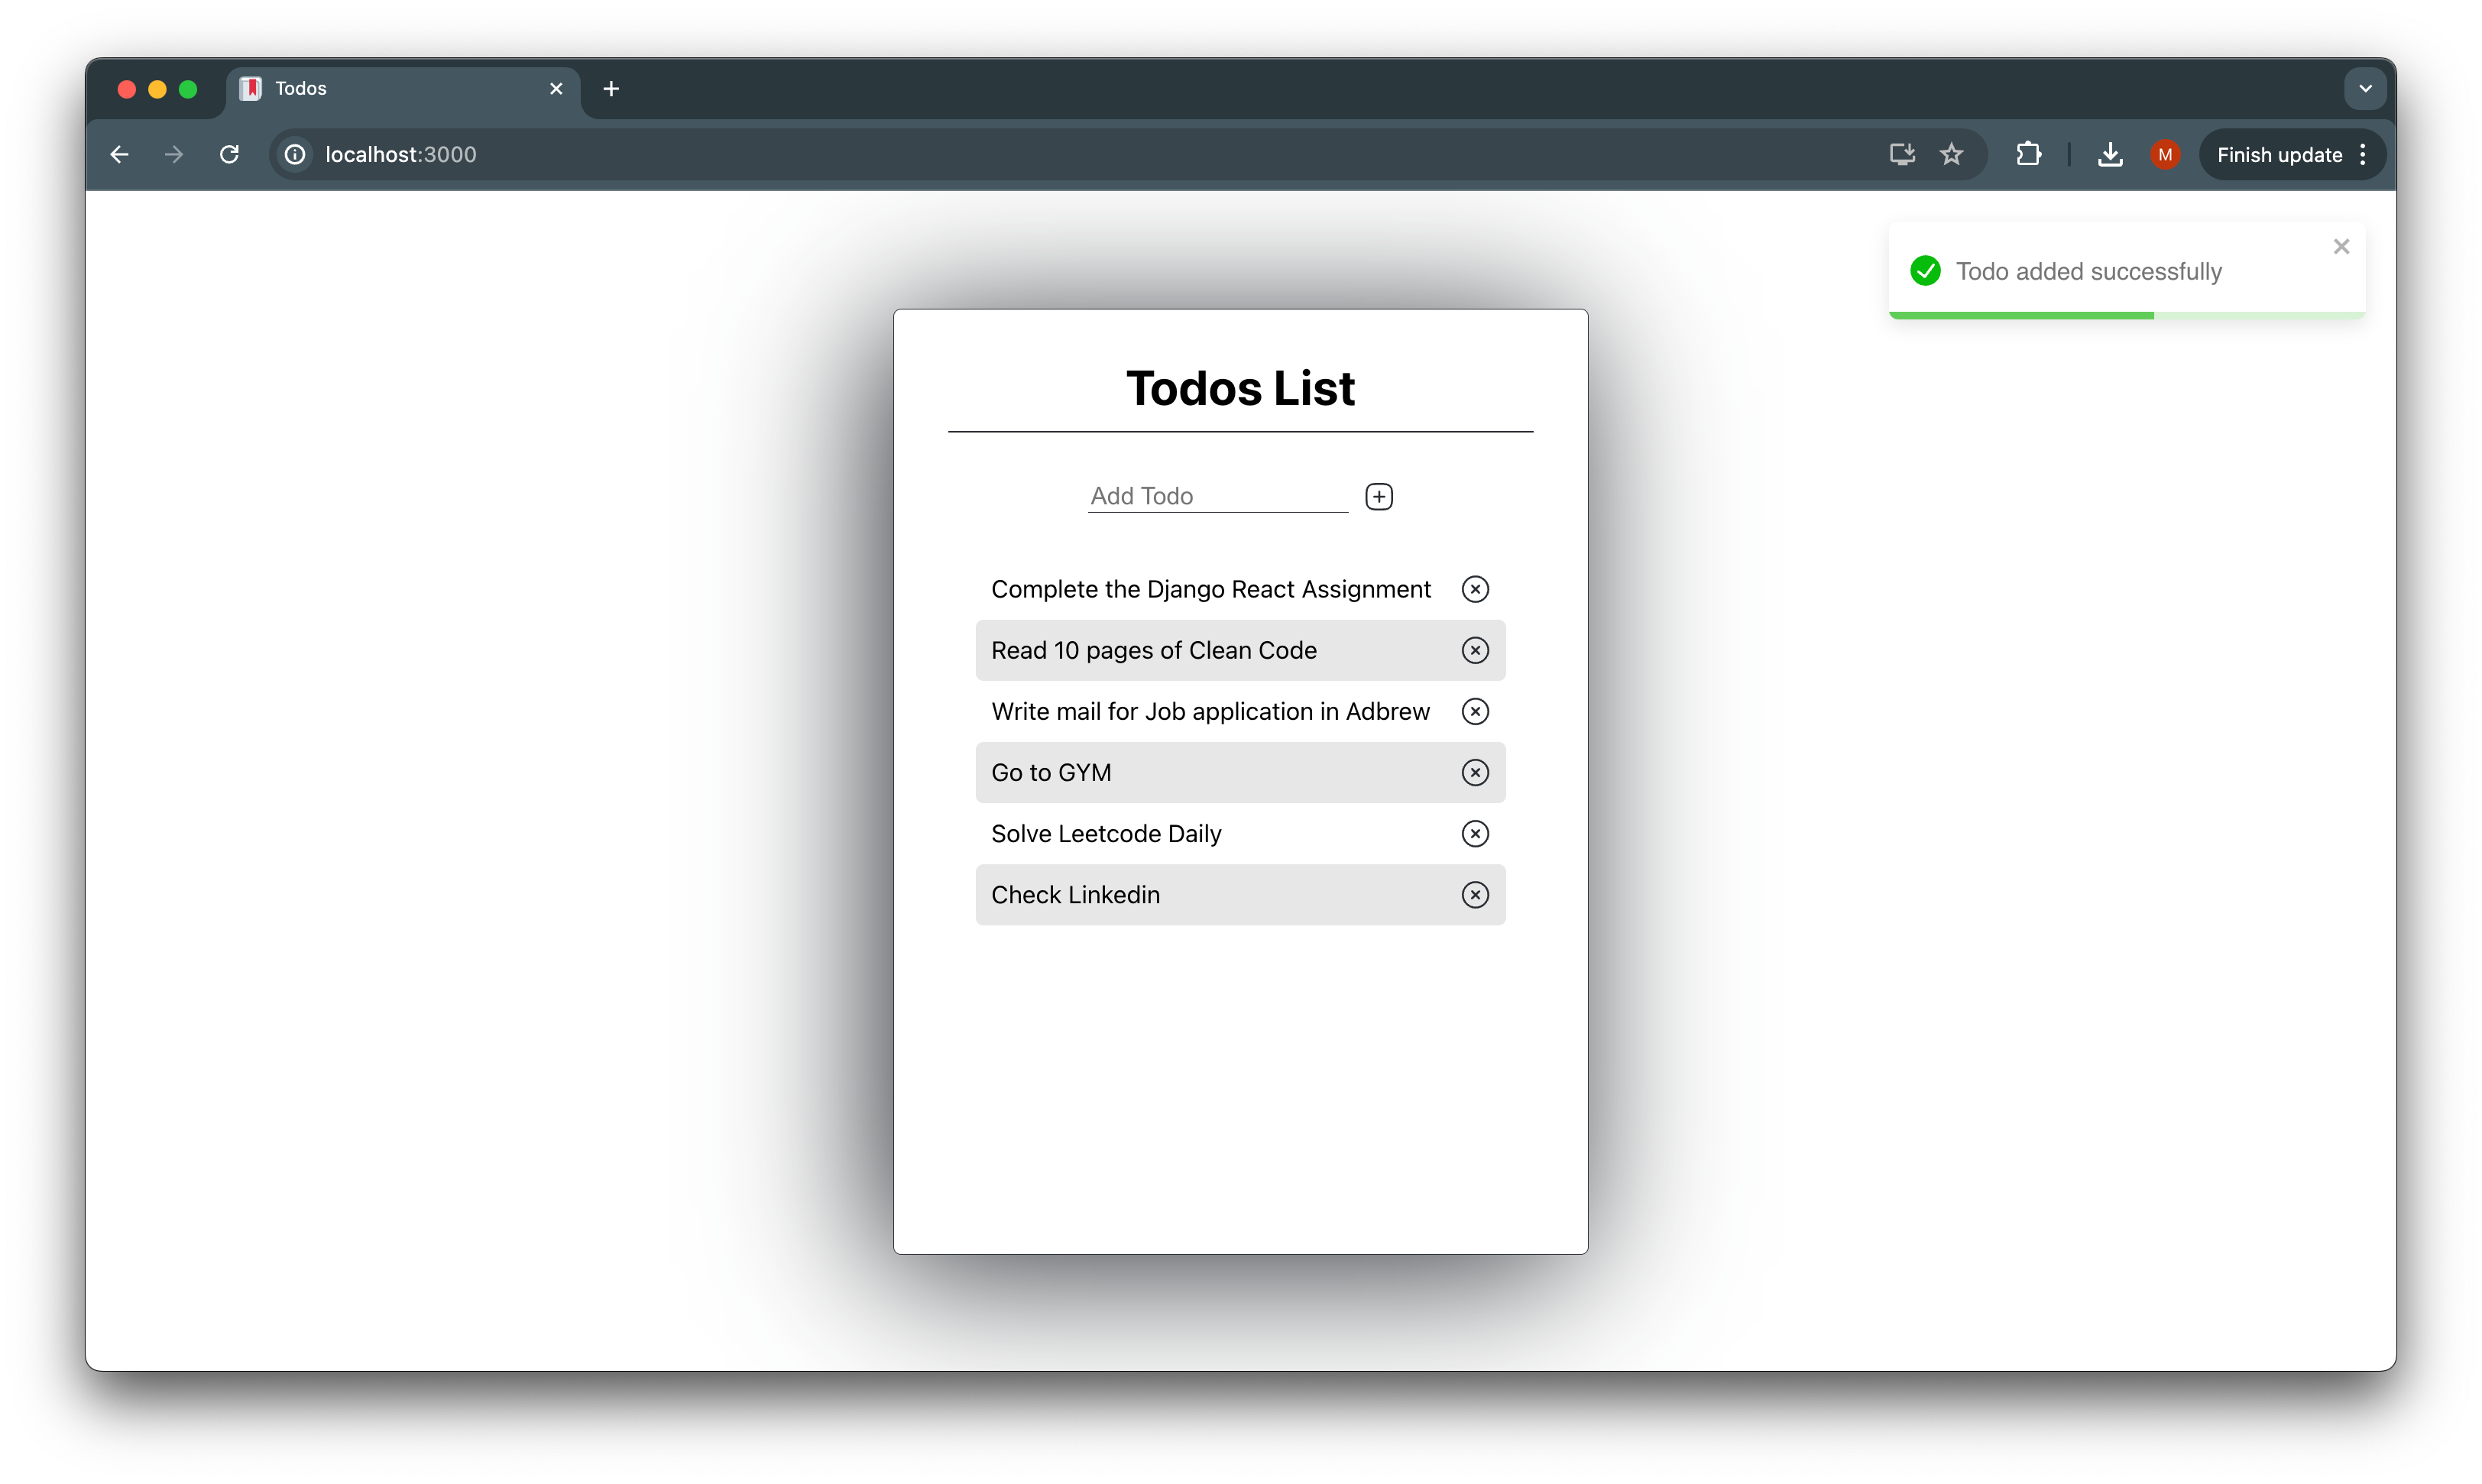 Todos
localhost:3000
M
Finish update
Todo added successfully
Todos List
Add Todo
Complete the Django React Assignment
Read 10 pages of Clean Code
Write mail for Job application in Adbrew
Go to GYM
Solve Leetcode Daily
Check Linkedin